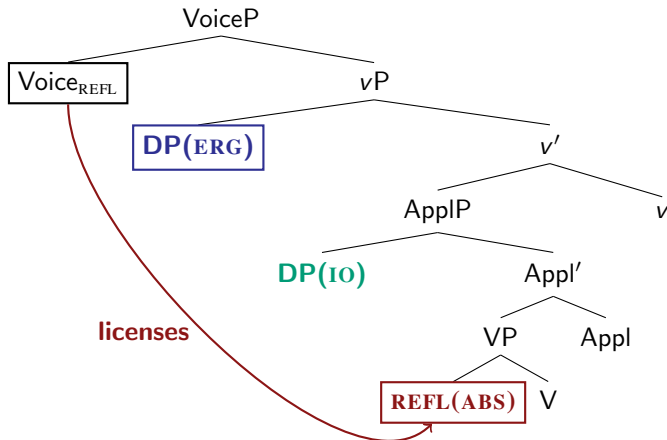 VoiceP
VoiceREFL vP
DP(ERG) v′
ApplP v
DP(IO) Appl′
licenses
VP Appl
REFL(ABS) V